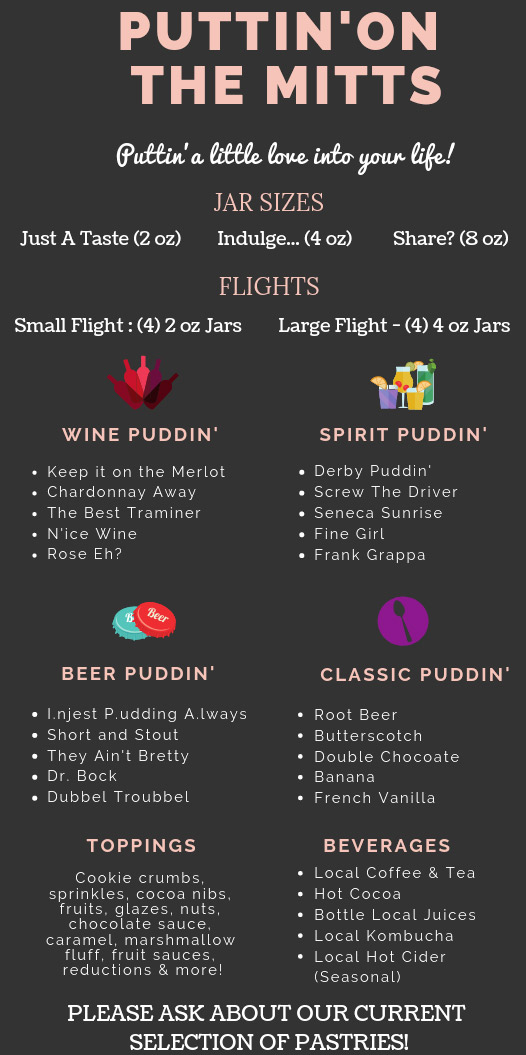 PUTTIN'ON
THE MITTS
Puttin'a little love into your life!
JAR SIZES
Just A Taste (2 oz) Indulge... (4 oz) Share? (8 oz)
FLIGHTS
Small Flight : (4) 2 oz Jars Large Flight - (4) 4 oz Jars
WINE PUDDIN'
• Keep it on the Merlot
• Chardonnay Away
• The Best Traminer
• N'ice Wine
• Rose Eh?
SPIRIT PUDDIN'
• Derby Puddin'
• Screw The Driver
• Seneca Sunrise
• Fine Girl
• Frank Grappa
B
Beer
BEER PUDDIN'
• I.njest P.udding A.lways
• Short and Stout
• They Ain't Bretty
• Dr. Bock
• Dubbel Troubbel
CLASSIC PUDDIN'
• Root Beer
• Butterscotch
• Double Chocoate
• Banana
• French Vanilla
TOPPINGS
Cookie crumbs,
sprinkles, cocoa nibs,
fruits, glazes, nuts,
chocolate sauce,
caramel, marshmallow
fluff, fruit sauces,
reductions & more!
BEVERAGES
• Local Coffee & Tea
• Hot Cocoa
• Bottle Local Juices
• Local Kombucha
• Local Hot Cider
(Seasonal)
PLEASE ASK ABOUT OUR CURRENT
SELECTION OF PASTRIES!